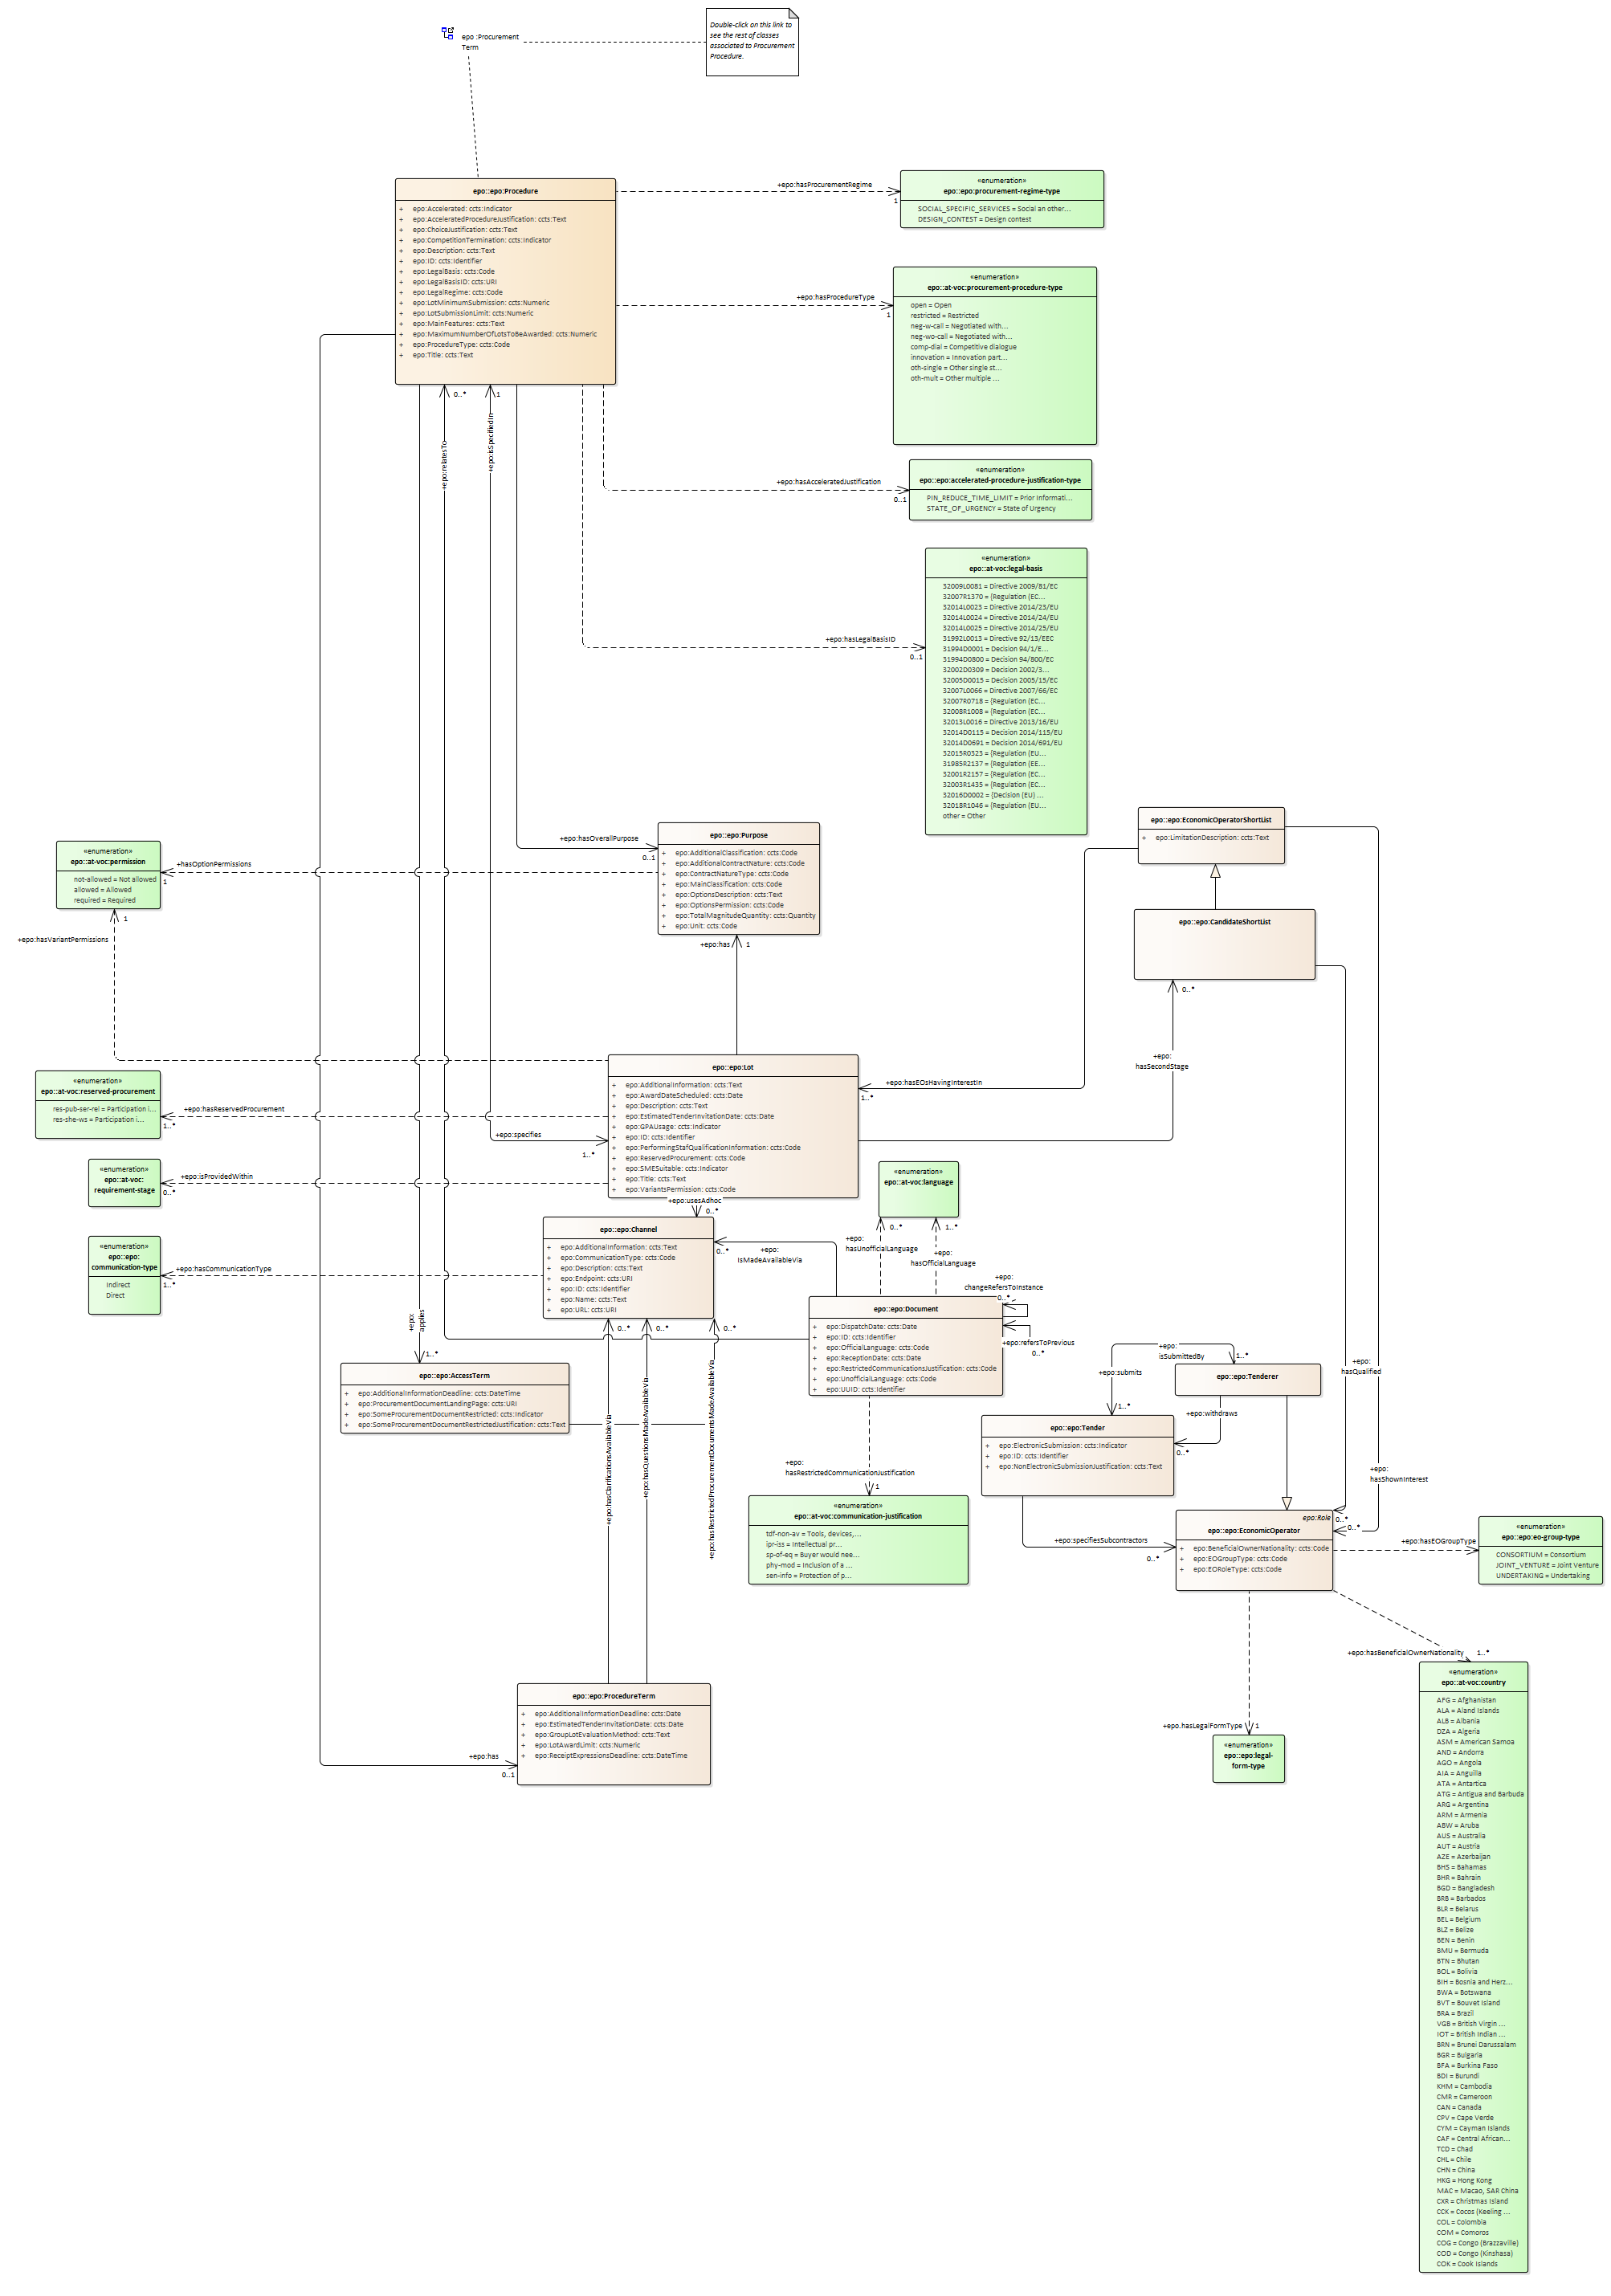 epo :Procurement
Term
Double-click on this link to
see the rest of classes
associated to Procurement
Procedure.
epo::epo:Procedure
+ epo:Accelerated: ccts:Indicator
+ epo:AcceleratedProcedureJustification: ccts:Text
+ epo:ChoiceJustification: ccts:Text
+ epo:CompetitionTermination: ccts:Indicator
+ epo:Description: ccts:Text
+ epo:ID: ccts:Identifier
+ epo:LegalBasis: ccts:Code
+ epo:LegalBasisID: ccts:URI
+ epo:LegalRegime: ccts:Code
+ epo:LotMinimumSubmission: ccts:Numeric
+ epo:LotSubmissionLimit: ccts:Numeric
+ epo:MainFeatures: ccts:Text
+ epo:MaximumNumberOfLotsToBeAwarded: ccts:Numeric
+ epo:ProcedureType: ccts:Code
+ epo:Title: ccts:Text
+epo:hasProcurementRegime
1
«enumeration»
epo::epo:procurement-regime-type
SOCIAL_SPECIFIC_SERVICES = Social an other...
DESIGN_CONTEST = Design contest
+epo:hasProcedureType
1
«enumeration»
epo::at-voc:procurement-procedure-type
open = Open
restricted = Restricted
neg-w-call = Negotiated with...
neg-wo-call = Negotiated with...
comp-dial = Competitive dialogue
innovation = Innovation part...
oth-single = Other single st...
oth-mult = Other multiple ...
0..*
1
+epo:relatesTo
+epo:isSpecifiedIn
+epo:hasAcceleratedJustification
0..1
«enumeration»
epo::epo:accelerated-procedure-justification-type
PIN_REDUCE_TIME_LIMIT = Prior Informati...
STATE_OF_URGENCY = State of Urgency
+epo:hasLegalBasisID
0..1
«enumeration»
epo::at-voc:legal-basis
32009L0081 = Directive 2009/81/EC
32007R1370 = (Regulation (EC...
32014L0023 = Directive 2014/23/EU
32014L0024 = Directive 2014/24/EU
32014L0025 = Directive 2014/25/EU
31992L0013 = Directive 92/13/EEC
31994D0001 = Decision 94/1/E...
31994D0800 = Decision 94/800/EC
32002D0309 = Decision 2002/3...
32005D0015 = Decision 2005/15/EC
32007L0066 = Directive 2007/66/EC
32007R0718 = (Regulation (EC...
32008R1008 = (Regulation (EC...
32013L0016 = Directive 2013/16/EU
32014D0115 = Decision 2014/115/EU
32014D0691 = Decision 2014/691/EU
32015R0323 = (Regulation (EU...
31985R2137 = (Regulation (EE...
32001R2157 = (Regulation (EC...
32003R1435 = (Regulation (EC...
32016D0002 = (Decision (EU) ...
32018R1046 = (Regulation (EU...
other = Other
epo::epo:EconomicOperatorShortList
+ epo:LimitationDescription: ccts:Text
+epo:hasOverallPurpose
0..1
epo::epo:Purpose
+ epo:AdditionalClassification: ccts:Code
+ epo:AdditionalContractNature: ccts:Code
+ epo:ContractNatureType: ccts:Code
+ epo:MainClassification: ccts:Code
+ epo:OptionsDescription: ccts:Text
+ epo:OptionsPermission: ccts:Code
+ epo:TotalMagnitudeQuantity: ccts:Quantity
+ epo:Unit: ccts:Code
«enumeration»
epo::at-voc:permission
not-allowed = Not allowed
allowed = Allowed
required = Required
+hasOptionPermissions
1
1
+epo:hasVariantPermissions
+epo:has
1
epo::epo:CandidateShortList
0..*
+epo:
hasSecondStage
epo::epo:Lot
+ epo:AdditionalInformation: ccts:Text
+ epo:AwardDateScheduled: ccts:Date
+ epo:Description: ccts:Text
+ epo:EstimatedTenderInvitationDate: ccts:Date
+ epo:GPAUsage: ccts:Indicator
+ epo:ID: ccts:Identifier
+ epo:PerformingStafQualificationInformation: ccts:Code
+ epo:ReservedProcurement: ccts:Code
+ epo:SMESuitable: ccts:Indicator
+ epo:Title: ccts:Text
+ epo:VariantsPermission: ccts:Code
+epo:hasEOsHavingInterestIn
1..*
+epo:specifies
1..*
«enumeration»
epo::at-voc:reserved-procurement
res-pub-ser-rel = Participation i...
res-she-ws = Participation i...
+epo:hasReservedProcurement
1..*
«enumeration»
epo::at-voc:
requirement-stage
+epo:isProvidedWithin
0..*
«enumeration»
epo::epo:
communication-type
Indirect
Direct
+epo:hasCommunicationType
1..*
+epo:usesAdhoc
0..*
epo::epo:Channel
+ epo:AdditionalInformation: ccts:Text
+ epo:CommunicationType: ccts:Code
+ epo:Description: ccts:Text
+ epo:Endpoint: ccts:URI
+ epo:ID: ccts:Identifier
+ epo:Name: ccts:Text
+ epo:URL: ccts:URI
0..*
+epo:
isMadeAvailableVia
«enumeration»
epo::at-voc:language
0..*
1..*
+epo:
hasUnofficialLanguage
+epo:
hasOfficialLanguage
+epo:
changeRefersToInstance
0..*
epo::epo:Document
+ epo:DispatchDate: ccts:Date
+ epo:ID: ccts:Identifier
+ epo:OfficialLanguage: ccts:Code
+ epo:ReceptionDate: ccts:Date
+ epo:RestrictedCommunicationsJustification: ccts:Code
+ epo:UnofficialLanguage: ccts:Code
+ epo:UUID: ccts:Identifier
+epo:refersToPrevious
0..*
0..*
0..*
0..*
+epo:
applies
1..*
epo::epo:AccessTerm
+ epo:AdditionalInformationDeadline: ccts:DateTime
+ epo:ProcurementDocumentLandingPage: ccts:URI
+ epo:SomeProcurementDocumentRestricted: ccts:Indicator
+ epo:SomeProcurementDocumentRestrictedJustification: ccts:Text
+epo:hasClarificationsAvailableVia
+epo:hasQuestionsMadeAvailableVia
+epo:hasRestrictedProcurementDocumentsMadeAvailableVia
+epo:
isSubmittedBy
1..*
+epo:submits
1..*
epo::epo:Tenderer
+epo:withdraws
0..*
epo::epo:Tender
+ epo:ElectronicSubmission: ccts:Indicator
+ epo:ID: ccts:Identifier
+ epo:NonElectronicSubmissionJustification: ccts:Text
+epo:
hasQualified
+epo:
hasShownInterest
+epo:
hasRestrictedCommunicationJustification
1
«enumeration»
epo::at-voc:communication-justification
tdf-non-av = Tools, devices,...
ipr-iss = Intellectual pr...
sp-of-eq = Buyer would nee...
phy-mod = Inclusion of a ...
sen-info = Protection of p...
+epo:specifiesSubcontractors
0..*
epo:Role
0..*
0..*
epo::epo:EconomicOperator
+ epo:BeneficialOwnerNationality: ccts:Code
+ epo:EOGroupType: ccts:Code
+ epo:EORoleType: ccts:Code
+epo:hasEOGroupType
«enumeration»
epo::epo:eo-group-type
CONSORTIUM = Consortium
JOINT_VENTURE = Joint Venture
UNDERTAKING = Undertaking
+epo:hasBeneficialOwnerNationality
1..*
+epo.hasLegalFormType
1
«enumeration»
epo::epo:legal-
form-type
epo::epo:ProcedureTerm
+ epo:AdditionalInformationDeadline: ccts:Date
+ epo:EstimatedTenderInvitationDate: ccts:Date
+ epo:GroupLotEvaluationMethod: ccts:Text
+ epo:LotAwardLimit: ccts:Numeric
+ epo:ReceiptExpressionsDeadline: ccts:DateTime
+epo:has
0..1
«enumeration»
epo::at-voc:country
AFG = Afghanistan
ALA = Aland Islands
ALB = Albania
DZA = Algeria
ASM = American Samoa
AND = Andorra
AGO = Angola
AIA = Anguilla
ATA = Antartica
ATG = Antigua and Barbuda
ARG = Argentina
ARM = Armenia
ABW = Aruba
AUS = Australia
AUT = Austria
AZE = Azerbaijan
BHS = Bahamas
BHR = Bahrain
BGD = Bangladesh
BRB = Barbados
BLR = Belarus
BEL = Belgium
BLZ = Belize
BEN = Benin
BMU = Bermuda
BTN = Bhutan
BOL = Bolivia
BIH = Bosnia and Herz...
BWA = Botswana
BVT = Bouvet Island
BRA = Brazil
VGB = British Virgin ...
IOT = British Indian ...
BRN = Brunei Darussalam
BGR = Bulgaria
BFA = Burkina Faso
BDI = Burundi
KHM = Cambodia
CMR = Cameroon
CAN = Canada
CPV = Cape Verde
CYM = Cayman Islands
CAF = Central African...
TCD = Chad
CHL = Chile
CHN = China
HKG = Hong Kong
MAC = Macao, SAR China
CXR = Christmas Island
CCK = Cocos (Keeling ...
COL = Colombia
COM = Comoros
COG = Congo (Brazzaville)
COD = Congo (Kinshasa)
COK = Cook Islands